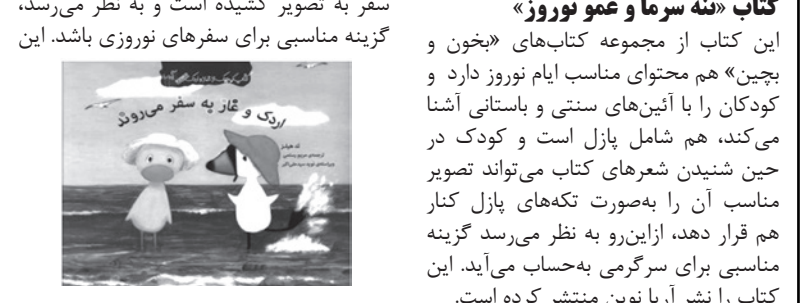 کتاب «ننه سرما و عمو نوروز»
این کتاب از مجموعه کتاب‌های «بخون و
بچین» هم محتوای مناسب ایام نوروز دارد و
کودکان را با آئین‌های سنتی و باستانی آشنا
می‌کند، هم شامل پازل است و کودک در
حین شنیدن شعرهای کتاب می‌تواند تصویر
مناسب آن را به‌صورت تکه‌های پازل کنار
هم قرار دهد، ازاین‌رو به نظر می‌رسد گزینه
مناسبی برای سرگرمی به‌حساب می‌آید. این
کتاب را نشر آریا نوین منتشر کرده است.
سفر به تصویر کشیده است و به نظر می‌رسد،
گزینه مناسبی برای سفرهای نوروزی باشد. این
اردک و غاز به سفر می‌روند